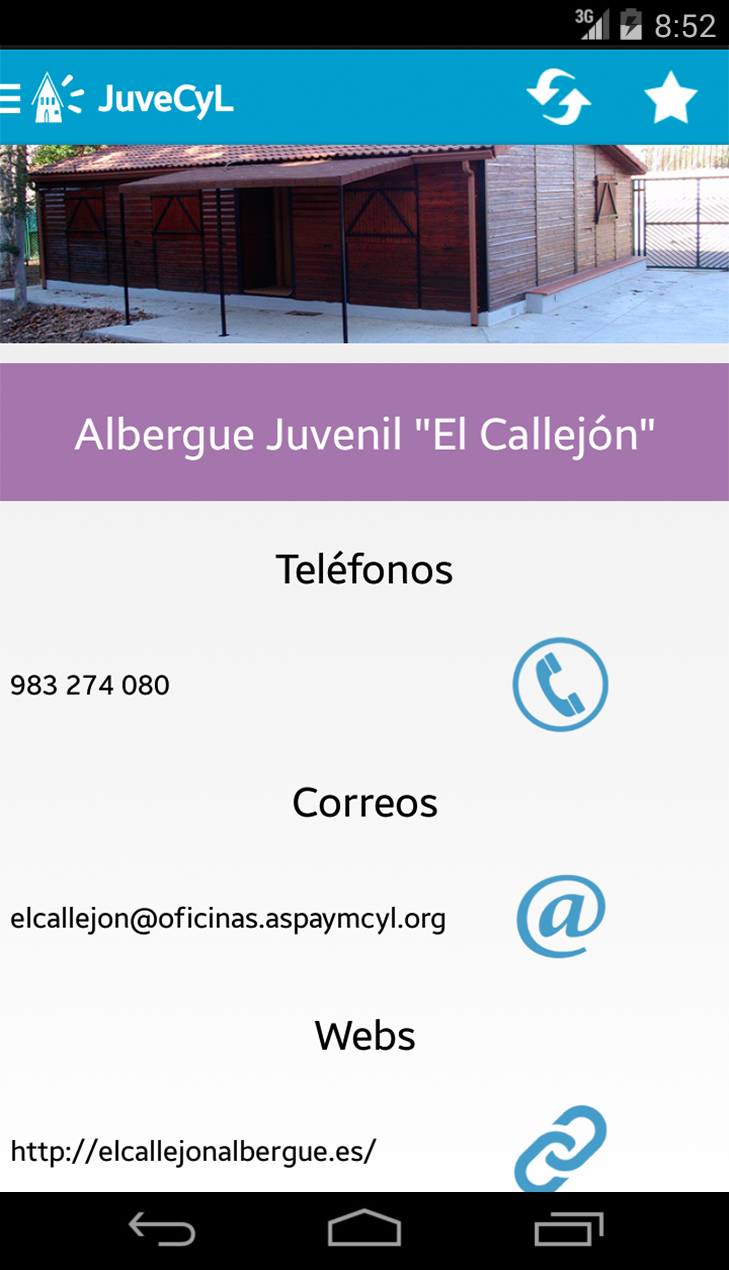 3G 8:52
JuveCyL
Albergue Juvenil "El Callejón"
Teléfonos
983 274 080
Correos
elcallejon@oficinas.aspaymcyl.org
Webs
http://elcallejonalbergue.es/